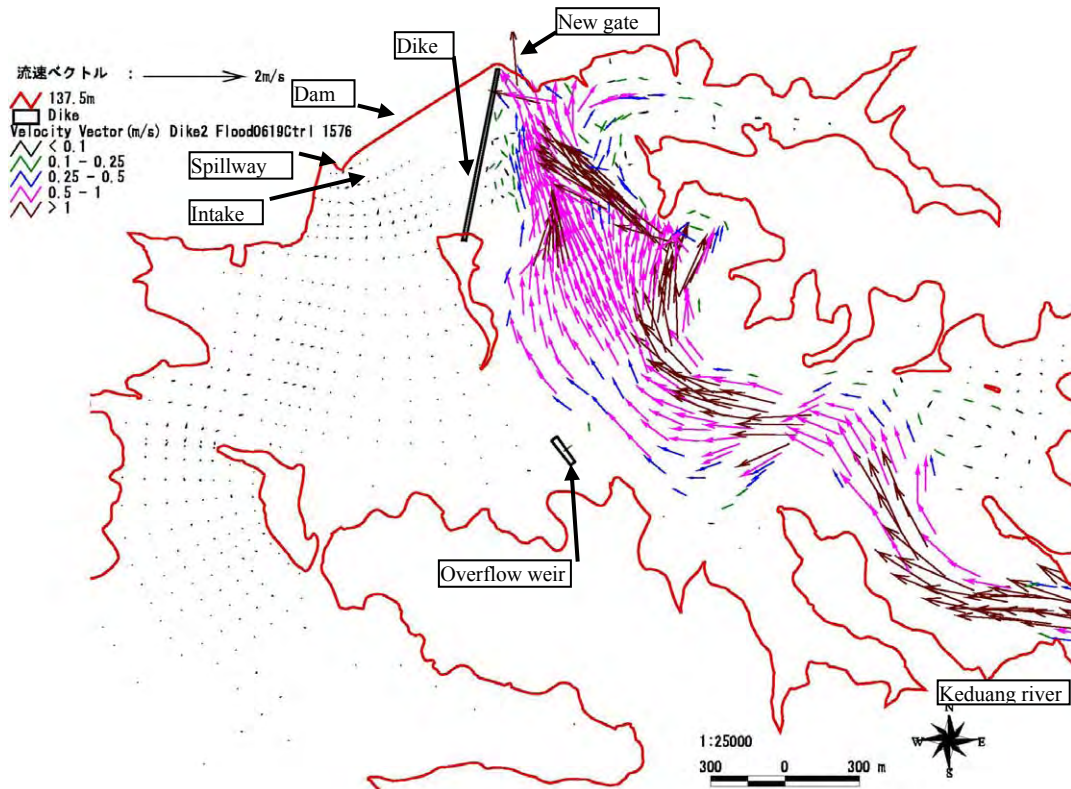 New gate
Dike
流速ベクトル : 2m/s
137.5m
Dike
Velocity Vector(m/s) Dike2 Flood0619Ctrl 1576
< 0.1
0.1 - 0.25
0.25 - 0.5
0.5 - 1
> 1
Dam
Spillway
Intake
Overflow weir
Keduang river
N
W E
S
1:25000
300 0 300 m